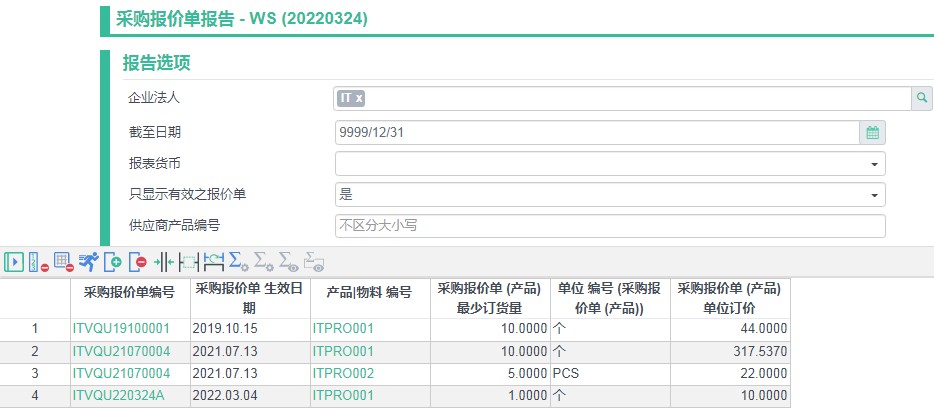 采购报价单报告 - WS (20220324)
报告选项
企业法人 IT x
截至日期 9999/12/31
报表货币
只显示有效之报价单 是
供应商产品编号 不区分大小写
采购报价单编号 采购报价单 生效日期 产品|物料 编号 采购报价单 (产品) 最少订货量 单位 编号 (采购报价单 (产品)) 采购报价单 (产品) 单位订价
1 ITVQU19100001 2019.10.15 ITPRO001 10.0000 个 44.0000
2 ITVQU21070004 2021.07.13 ITPRO001 10.0000 个 317.5370
3 ITVQU21070004 2021.07.13 ITPRO002 5.0000 PCS 22.0000
4 ITVQU220324A 2022.03.04 ITPRO001 1.0000 个 10.0000